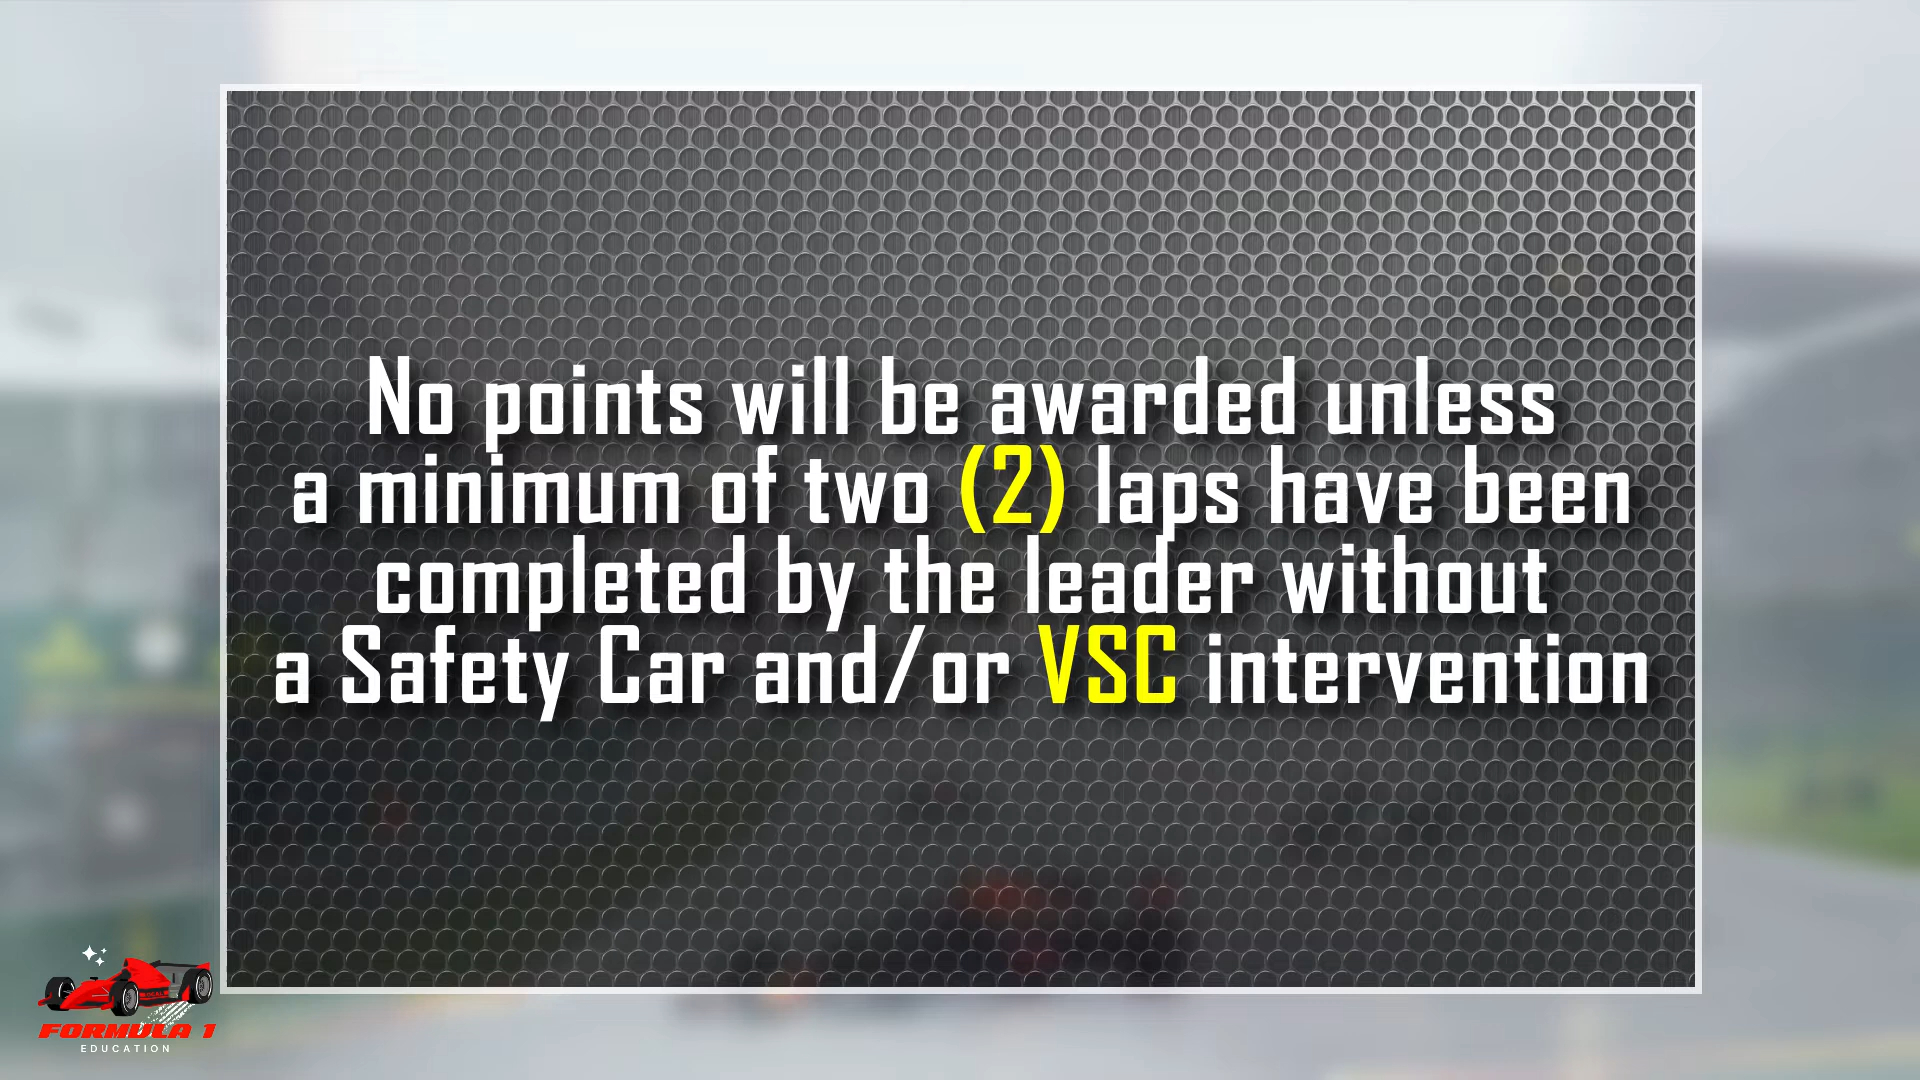 No points will be awarded unless
a minimum of two (2) laps have been
completed by the leader without
a Safety Car and/or VSC intervention
FORMULA 1
EDUCATION